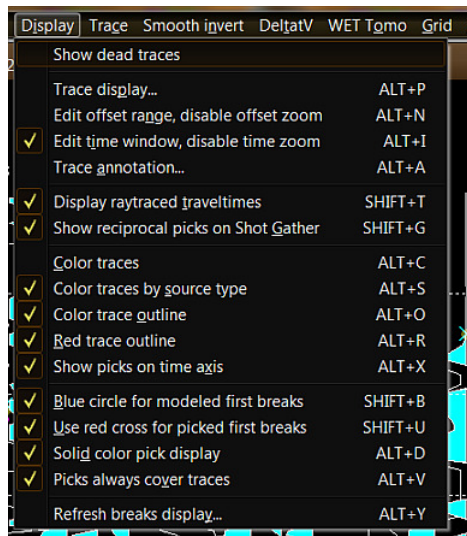 Display Trace Smooth invert DeltatV WET Tomo Grid
Show dead traces
Trace display... ALT+P
Edit offset range, disable offset zoom ALT+N
Edit time window, disable time zoom ALT+I
Trace annotation... ALT+A
Display raytraced traveltimes SHIFT+T
Show reciprocal picks on Shot Gather SHIFT+G
Color traces ALT+C
Color traces by source type ALT+S
Color trace outline ALT+O
Red trace outline ALT+R
Show picks on time axis ALT+X
Blue circle for modeled first breaks SHIFT+B
Use red cross for picked first breaks SHIFT+U
Solid color pick display ALT+D
Picks always cover traces ALT+V
Refresh breaks display... ALT+Y